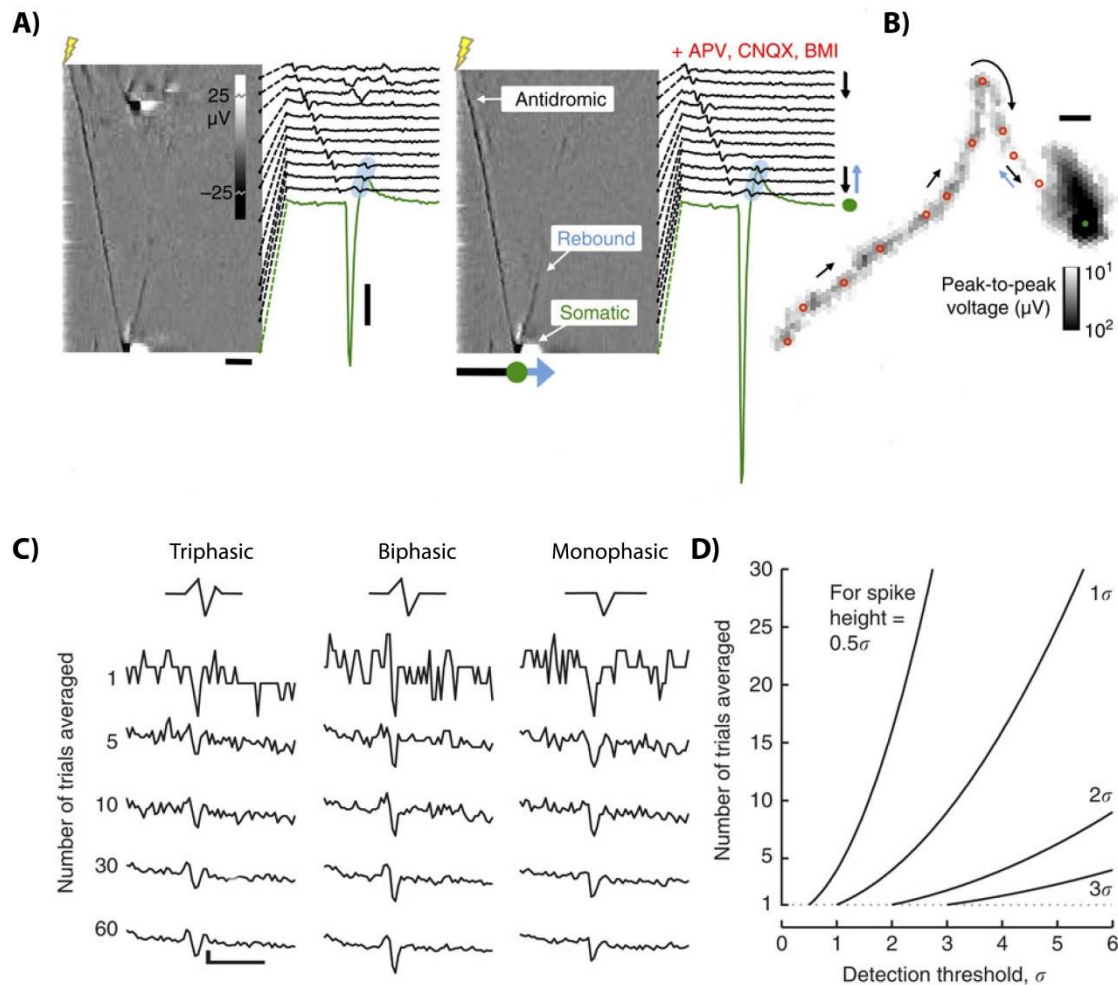 A)
25
µV
−25
+ APV, CNQX, BMI
Antidromic
Rebound
Somatic
B)
Peak-to-peak
voltage (µV)
10¹
10²
C)
Triphasic
Biphasic
Monophasic
Number of trials averaged
1
5
10
30
60
D)
Number of trials averaged
30
25
20
15
10
5
1
For spike
height =
0.5σ
1σ
2σ
3σ
0
1
2
3
4
5
6
Detection threshold, σ